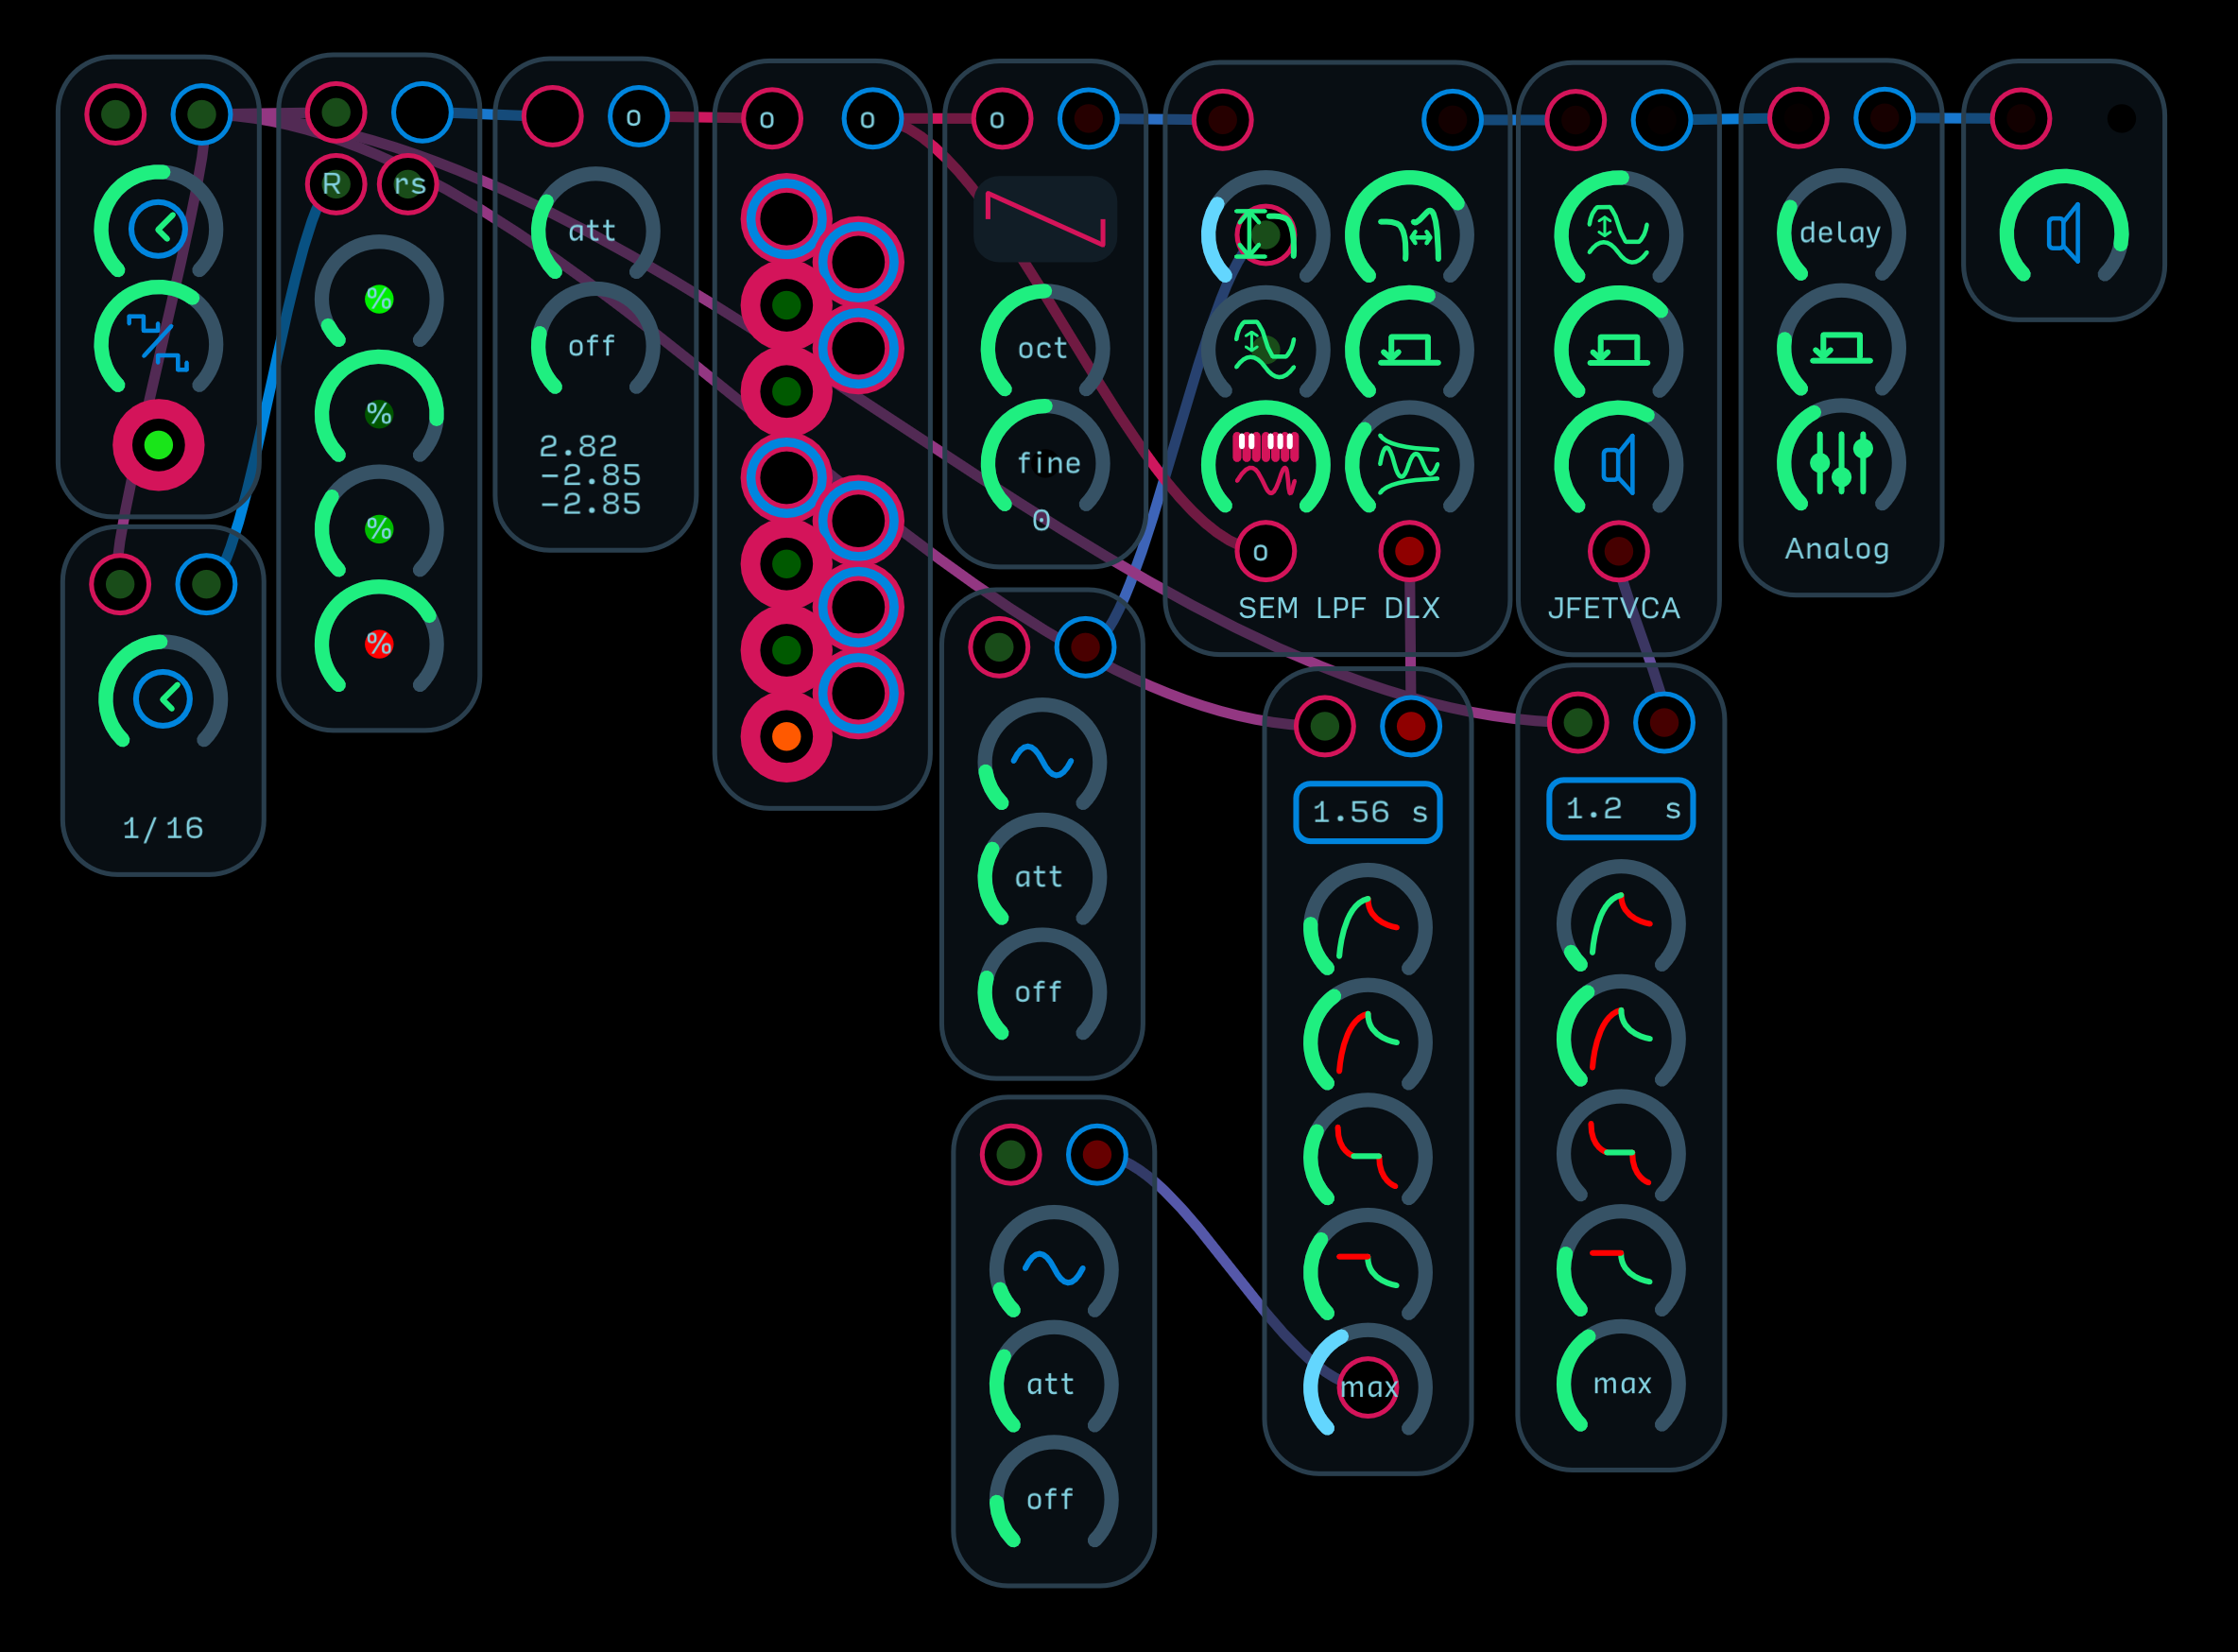 R rs
%
%
%
%
1/16
o
att
off
2.82
-2.85
-2.85
o o
o
oct
fine
0
att
off
att
off
o
SEM LPF DLX
1.56 s
max
JFETVCA
1.2 s
max
delay
Analog